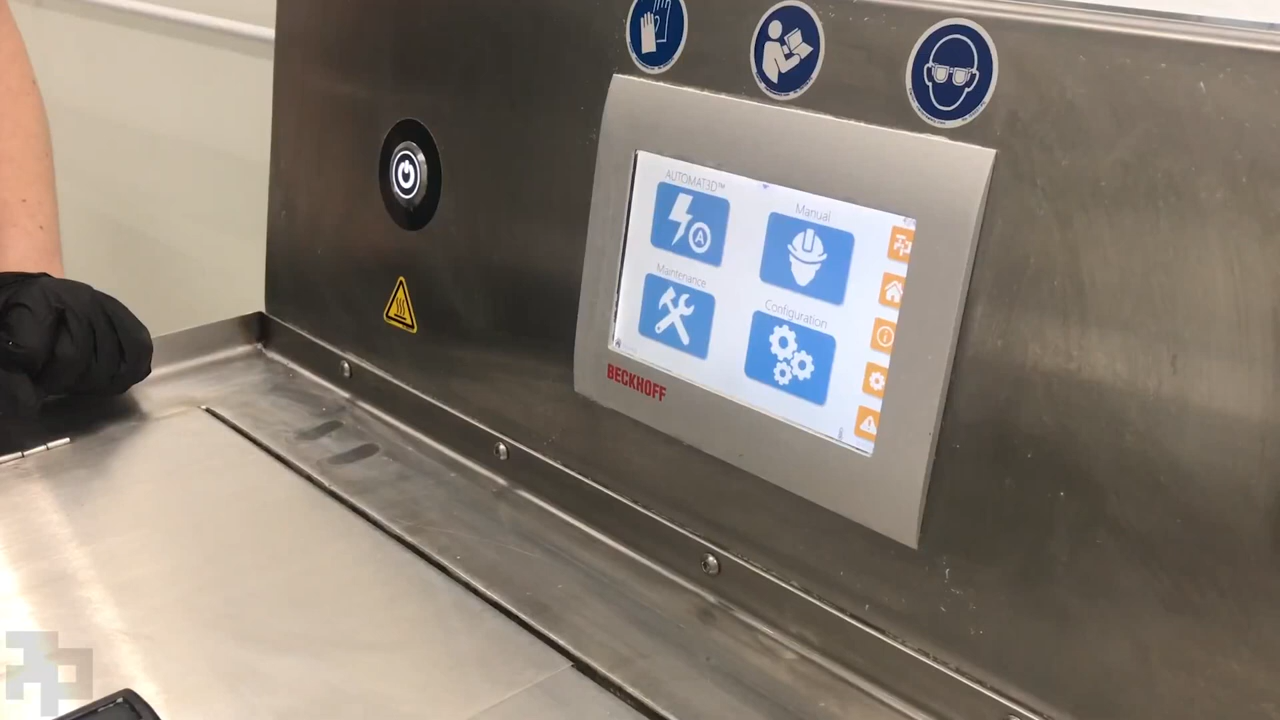 AUTOMAT3D™
Manual
Maintenance
Configuration
A
BECKHOFF